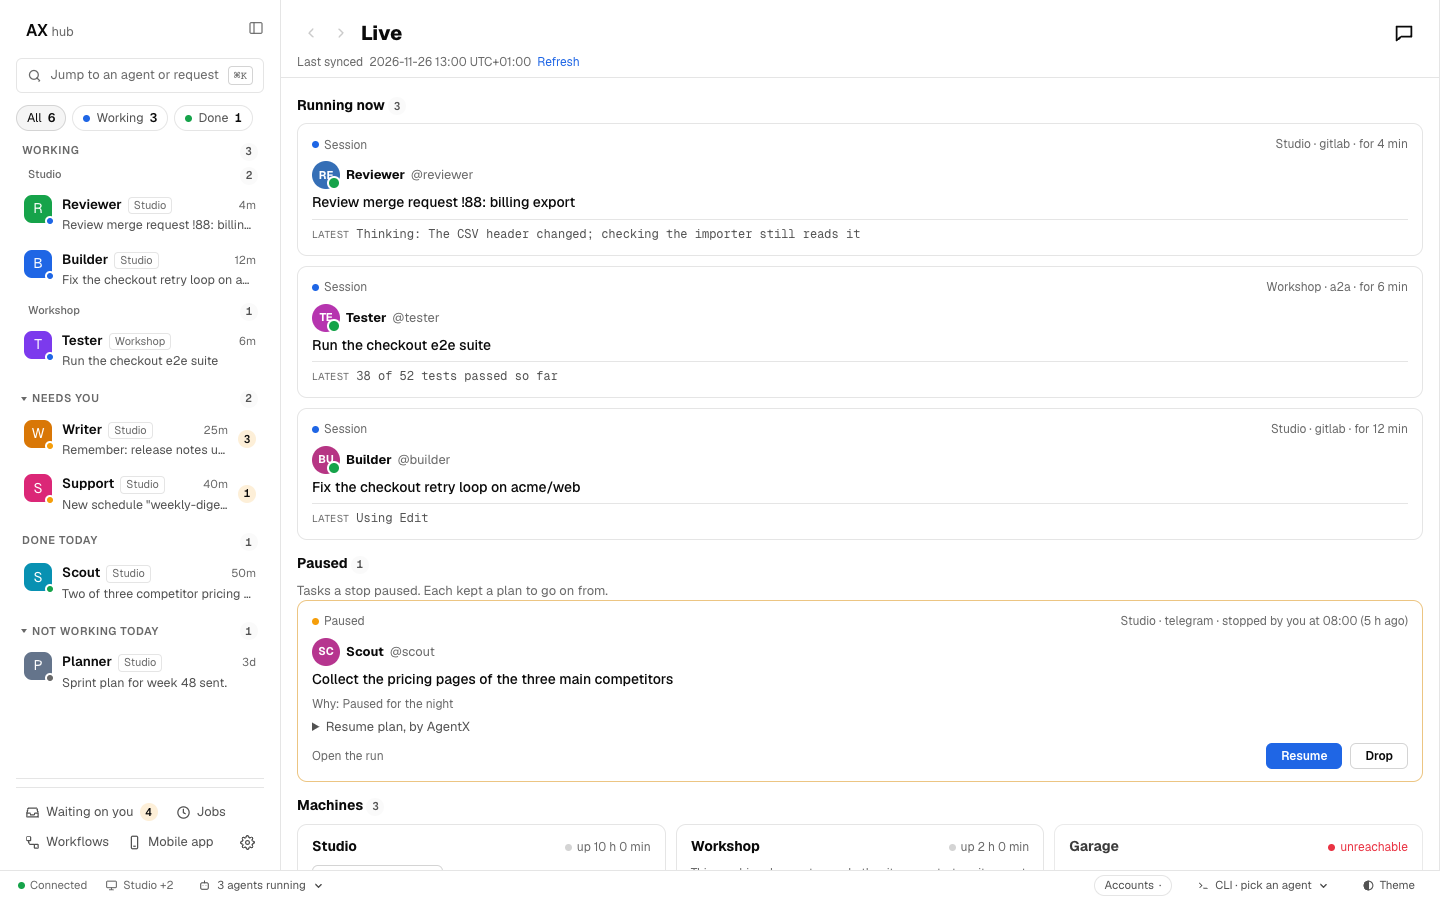 AX hub
Jump to an agent or request ⌘K
All 6 Working 3 Done 1
WORKING 3
Studio 2
R Reviewer Studio 4m
Review merge request !88: billin...
B Builder Studio 12m
Fix the checkout retry loop on a...
Workshop 1
T Tester Workshop 6m
Run the checkout e2e suite
NEEDS YOU 2
W Writer Studio 25m
Remember: release notes u... 3
S Support Studio 40m
New schedule "weekly-dige... 1
DONE TODAY 1
S Scout Studio 50m
Two of three competitor pricing ...
NOT WORKING TODAY 1
P Planner Studio 3d
Sprint plan for week 48 sent.
Waiting on you 4 Jobs
Workflows Mobile app
Live
Last synced 2026-11-26 13:00 UTC+01:00 Refresh
Running now 3
Session Studio · gitlab · for 4 min
RE Reviewer @reviewer
Review merge request !88: billing export
LATEST Thinking: The CSV header changed; checking the importer still reads it
Session Workshop · a2a · for 6 min
TE Tester @tester
Run the checkout e2e suite
LATEST 38 of 52 tests passed so far
Session Studio · gitlab · for 12 min
BU Builder @builder
Fix the checkout retry loop on acme/web
LATEST Using Edit
Paused 1
Tasks a stop paused. Each kept a plan to go on from.
Paused Studio · telegram · stopped by you at 08:00 (5 h ago)
SC Scout @scout
Collect the pricing pages of the three main competitors
Why: Paused for the night
Resume plan, by AgentX
Open the run Resume Drop
Machines 3
Studio up 10 h 0 min Workshop up 2 h 0 min Garage unreachable
Connected Studio +2 3 agents running Accounts · CLI · pick an agent Theme